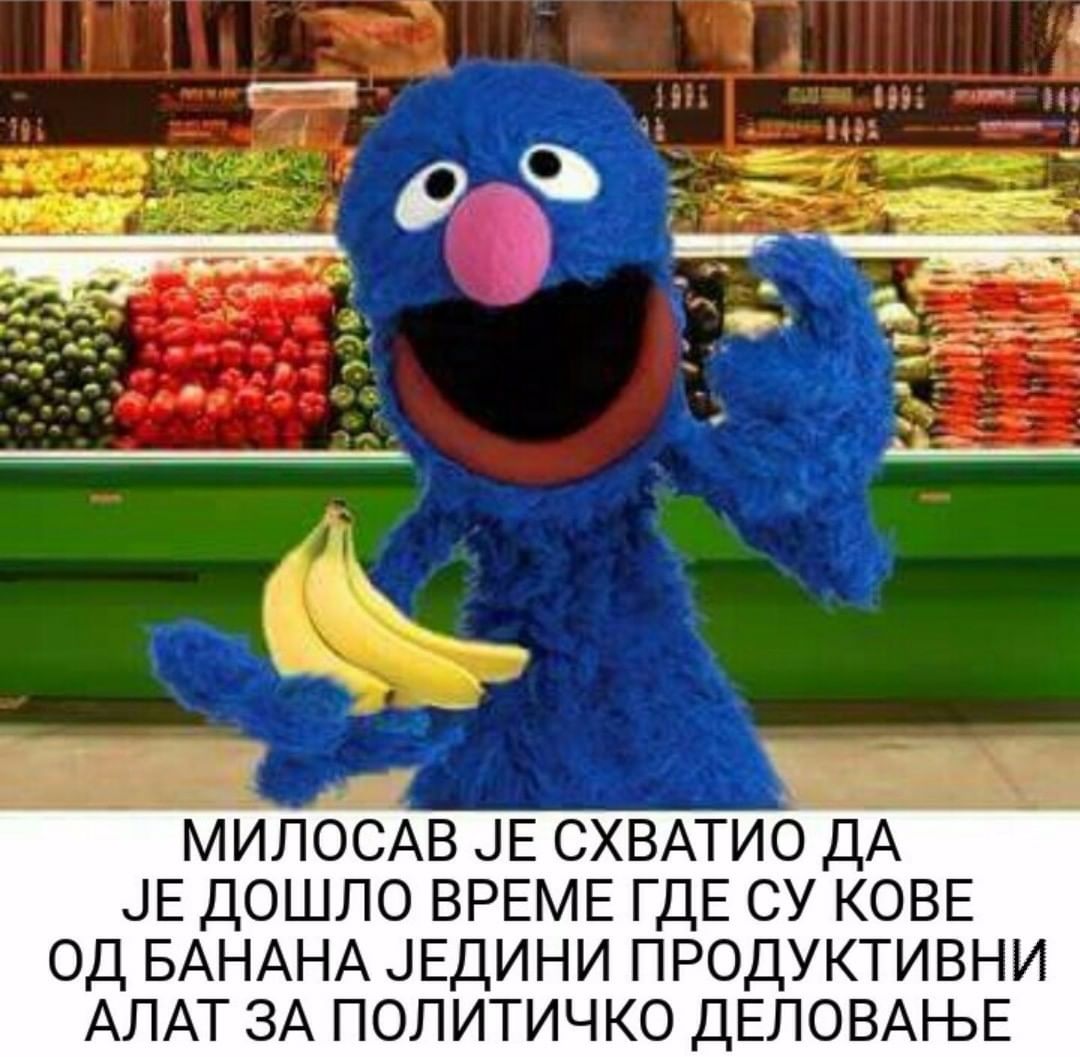 МИЛОСАВ ЈЕ СХВАТИО ДА
ЈЕ ДОШЛО ВРЕМЕ ГДЕ СУ КОВЕ
ОД БАНАНА ЈЕДИНИ ПРОДУКТИВНИ
АЛАТ ЗА ПОЛИТИЧКО ДЕЛОВАЊЕ